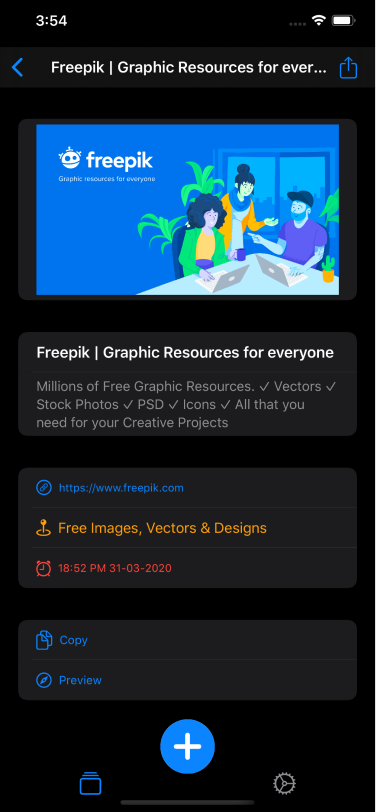 3:54
Freepik | Graphic Resources for ever...
freepik
Graphic resources for everyone
Freepik | Graphic Resources for everyone
Millions of Free Graphic Resources. ✓ Vectors ✓
Stock Photos ✓ PSD ✓ Icons ✓ All that you
need for your Creative Projects
https://www.freepik.com
Free Images, Vectors & Designs
18:52 PM 31-03-2020
Copy
Preview